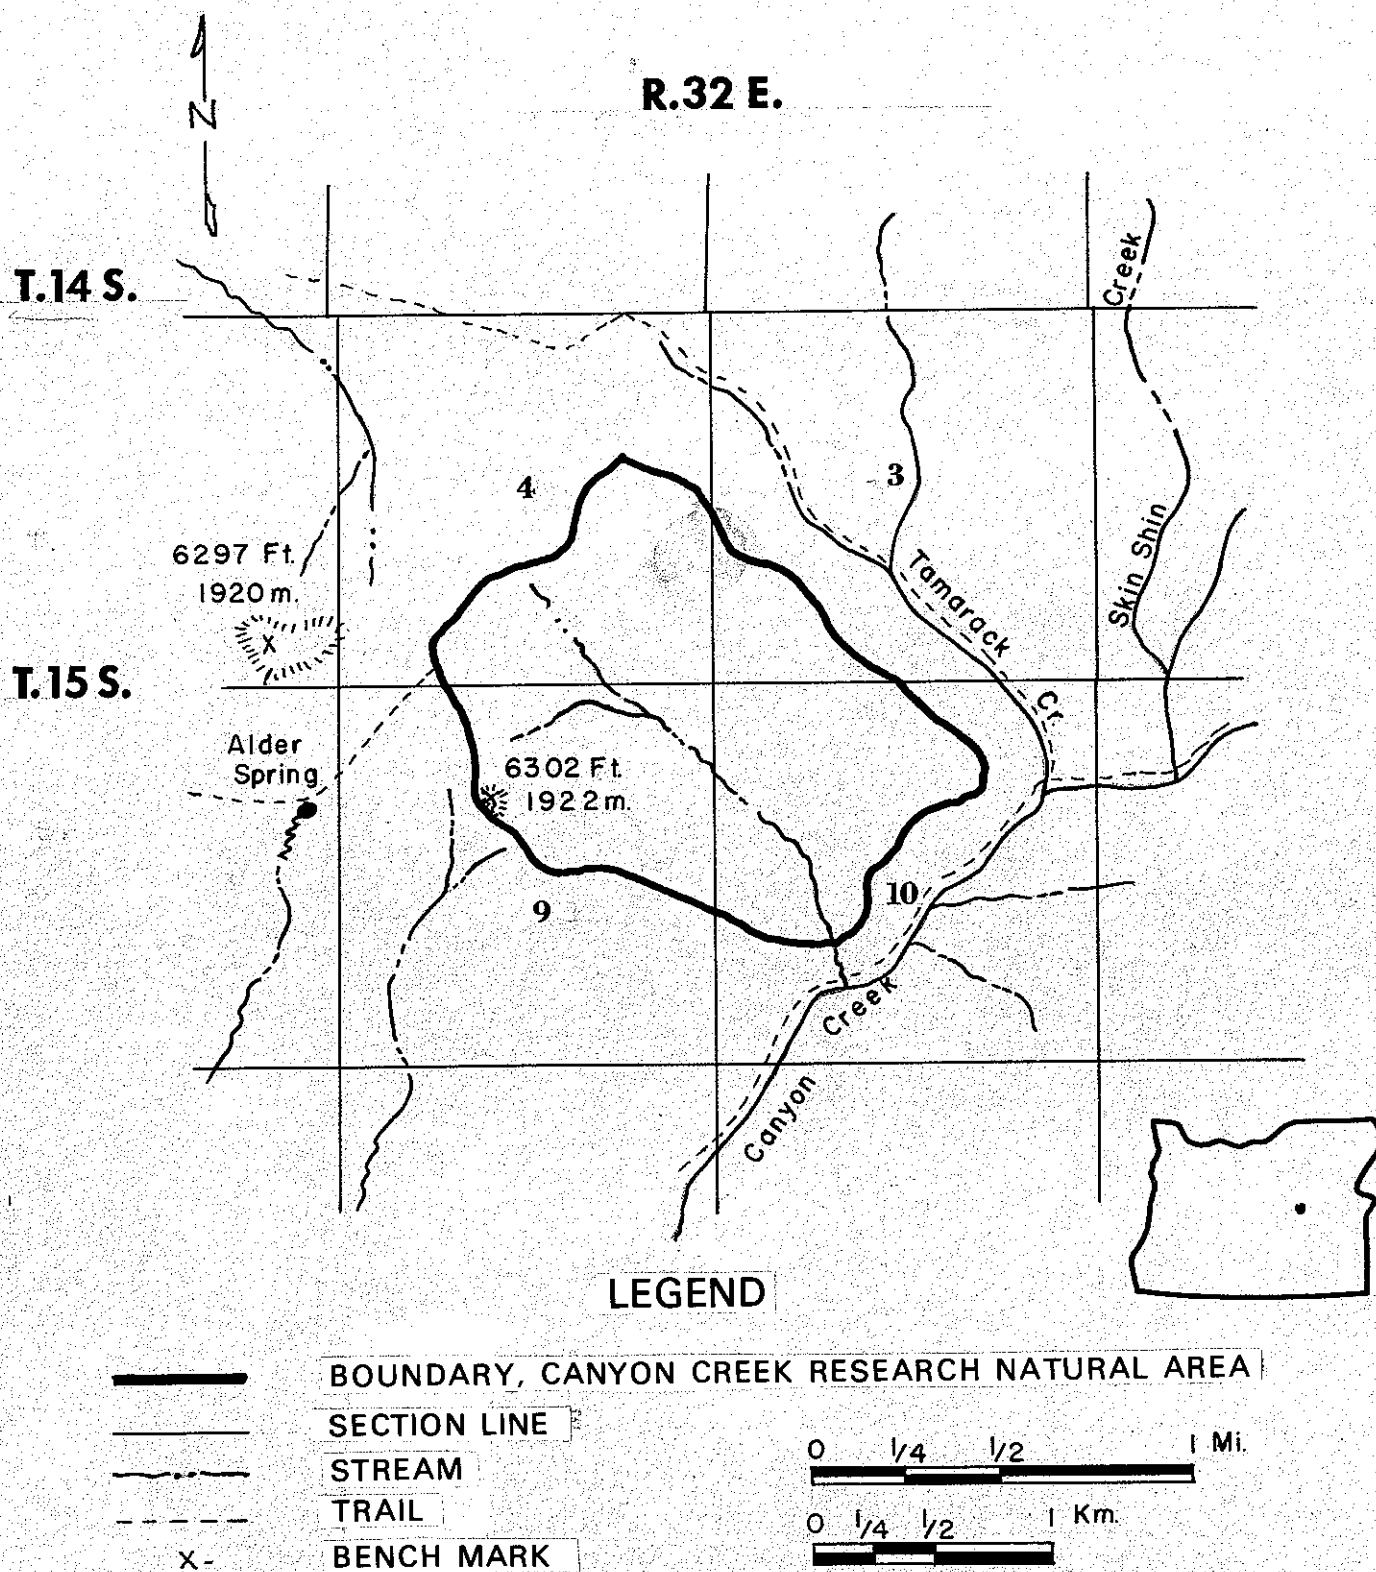 N
R.32 E.
T.14 S.
Creek
4
3
6297 Ft.
1920 m.
X
Skin Shin
Tamarack
Cr.
T.15 S.
Alder
Spring
6302 Ft.
1922 m.
9
10
Creek
Canyon
LEGEND
BOUNDARY, CANYON CREEK RESEARCH NATURAL AREA
SECTION LINE
STREAM
TRAIL
X - BENCH MARK
0 1/4 1/2 1 Mi.
0 1/4 1/2 1 Km.